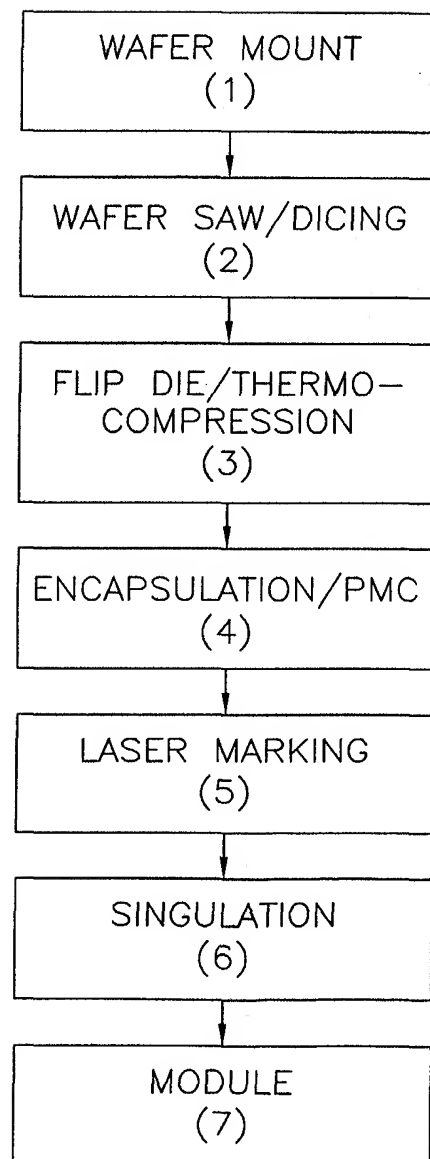 WAFER MOUNT
(1)
WAFER SAW/DICING
(2)
FLIP DIE/THERMO-
COMPRESSION
(3)
ENCAPSULATION/PMC
(4)
LASER MARKING
(5)
SINGULATION
(6)
MODULE
(7)